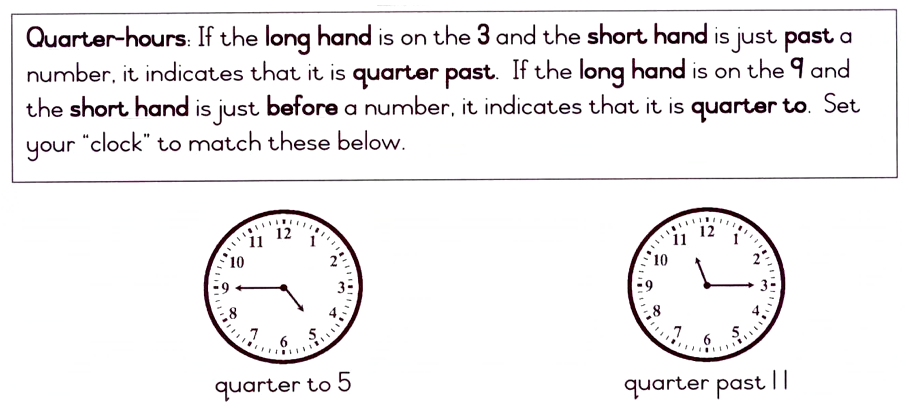 Quarter-hours: If the long hand is on the 3 and the short hand is just past a
number, it indicates that it is quarter past. If the long hand is on the 9 and
the short hand is just before a number, it indicates that it is quarter to. Set
your "clock" to match these below.
12
11 1
10 2
9 3
8 4
7 5
6
quarter to 5
12
11 1
10 2
9 3
8 4
7 5
6
quarter past 11